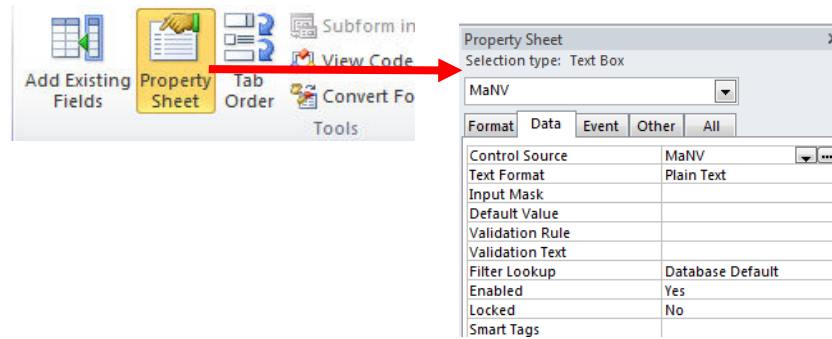 Add Existing
Fields
Property
Sheet
Tab
Order
Subform in
View Code
Convert Fo
Tools
Property Sheet
Selection type: Text Box
MaNV
Format Data Event Other All
Control Source MaNV
Text Format Plain Text
Input Mask
Default Value
Validation Rule
Validation Text
Filter Lookup Database Default
Enabled Yes
Locked No
Smart Tags